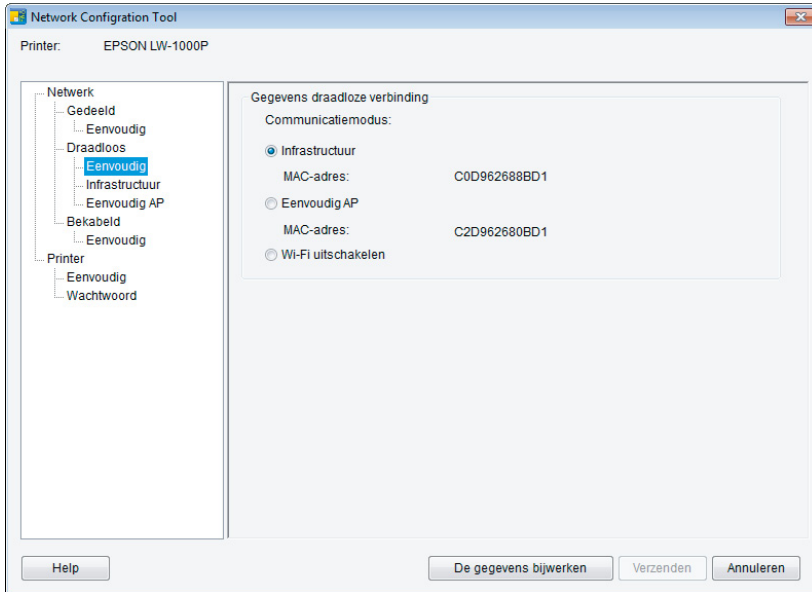 Network Configration Tool
Printer: EPSON LW-1000P
Netwerk
Gedeeld
Eenvoudig
Draadloos
Eenvoudig
Infrastructuur
Eenvoudig AP
Bekabeld
Eenvoudig
Printer
Eenvoudig
Wachtwoord
Gegevens draadloze verbinding
Communicatiemodus:
Infrastructuur
MAC-adres: C0D962688BD1
Eenvoudig AP
MAC-adres: C2D962680BD1
Wi-Fi uitschakelen
Help De gegevens bijwerken Verzenden Annuleren